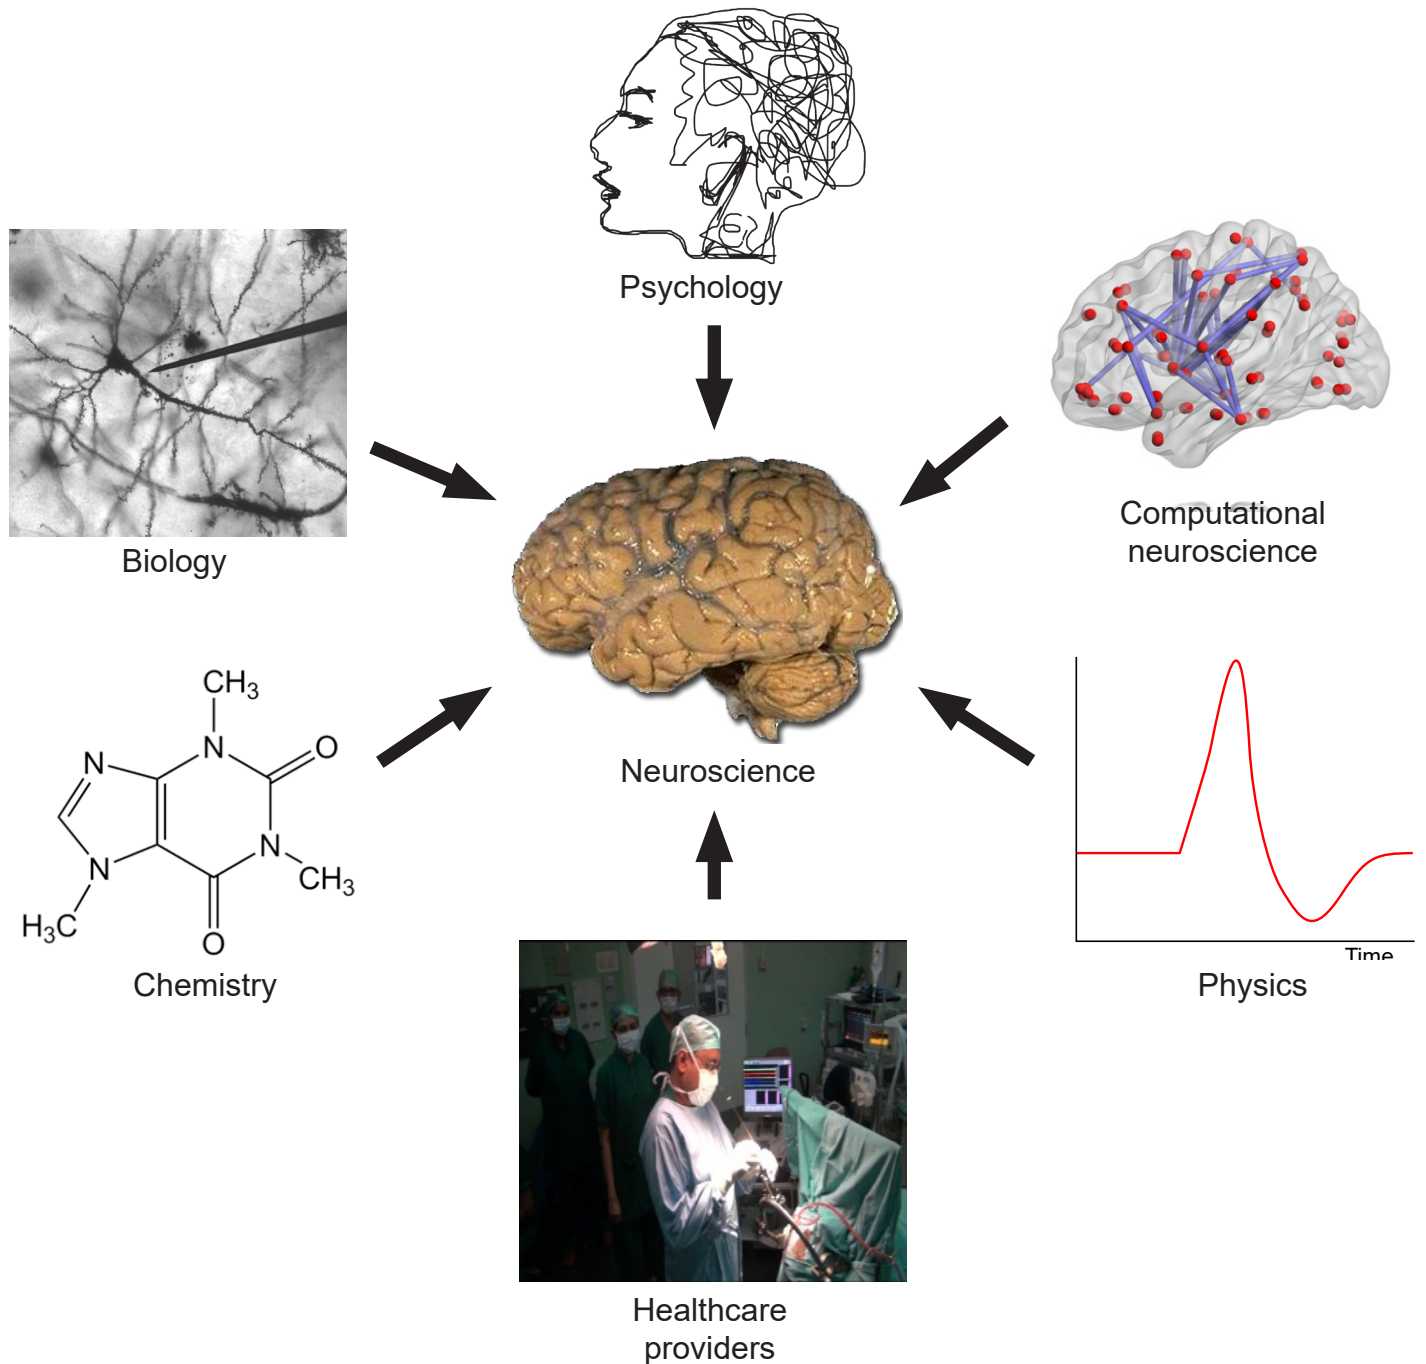 Psychology
Biology
Computational
neuroscience
Neuroscience
CH3
N
N
O
N
N
CH3
H3C
O
Chemistry
Time
Physics
Healthcare
providers